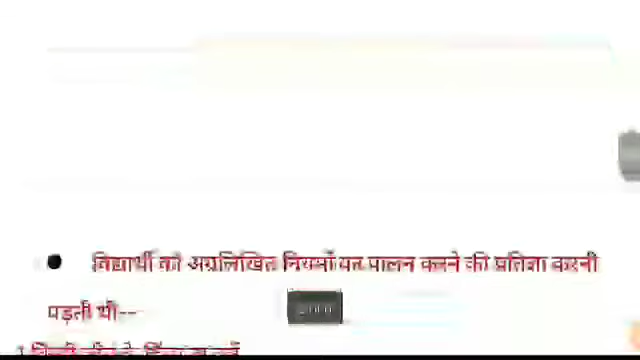 विद्यार्थी को अग्रलिखित नियमों का पालन करने की प्रतिज्ञा करनी
पड़ती थी--